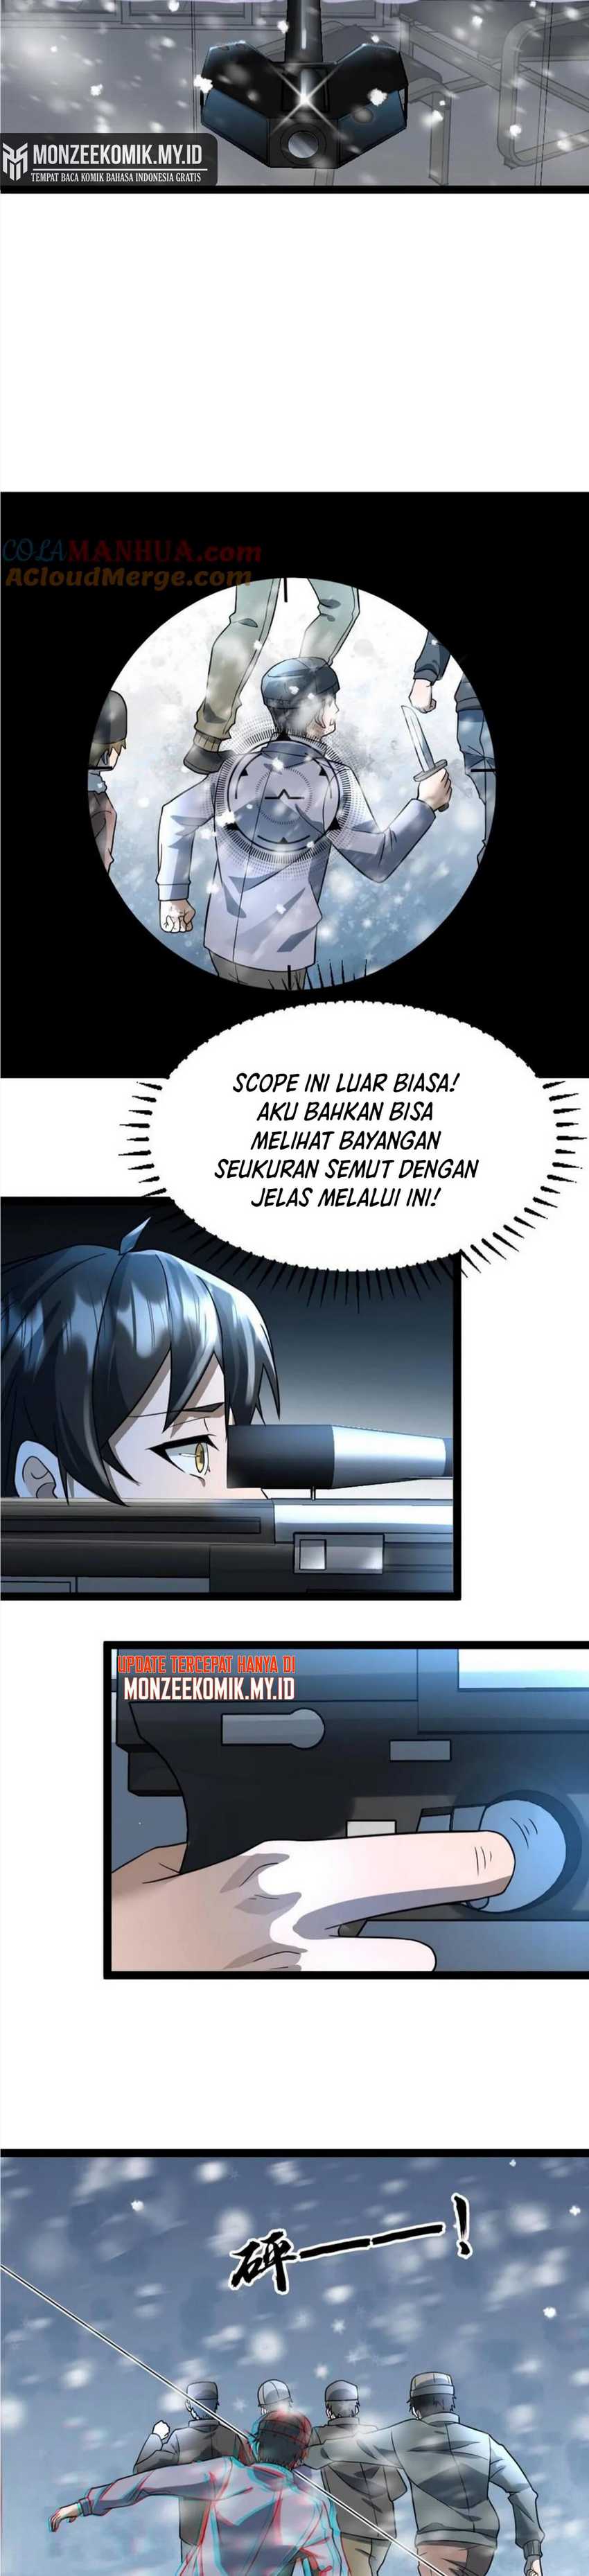 MONZEEKOMIK.MY.ID
TEMPAT BACA KOMIK BAHASA INDONESIA GRATIS
COLAMANHUA.com
ACloudMerge.com
SCOPE INI LUAR BIASA!
AKU BAHKAN BISA
MELIHAT BAYANGAN
SEUKURAN SEMUT DENGAN
JELAS MELALUI INI!
UPDATE TERCEPAT HANYA DI
MONZEEKOMIK.MY.ID
砰——!